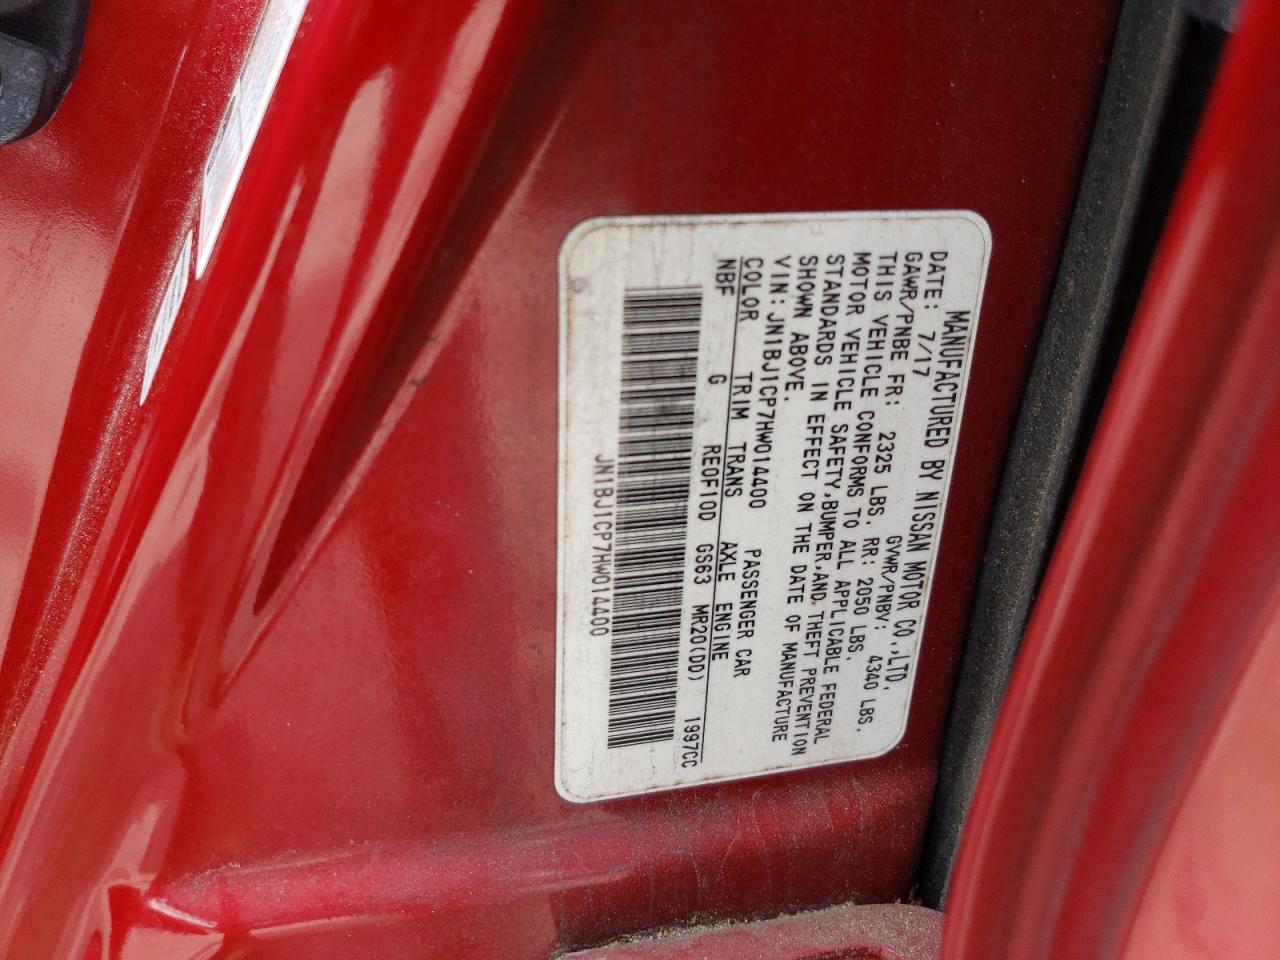 MANUFACTURED BY NISSAN MOTOR CO.,LTD.
DATE: 7/17 GVWR/PNBV: 4340 LBS.
GAWR/PNBE FR: 2325 LBS. RR: 2050 LBS.
THIS VEHICLE CONFORMS TO ALL APPLICABLE FEDERAL
MOTOR VEHICLE SAFETY,BUMPER,AND THEFT PREVENTION
STANDARDS IN EFFECT ON THE DATE OF MANUFACTURE
SHOWN ABOVE.
VIN:JN1BJ1CP7HW014400 PASSENGER CAR
COLOR TRIM TRANS AXLE ENGINE
NBF G RE0F10D GS63 MR20(DD) 1997CC
JN1BJ1CP7HW014400